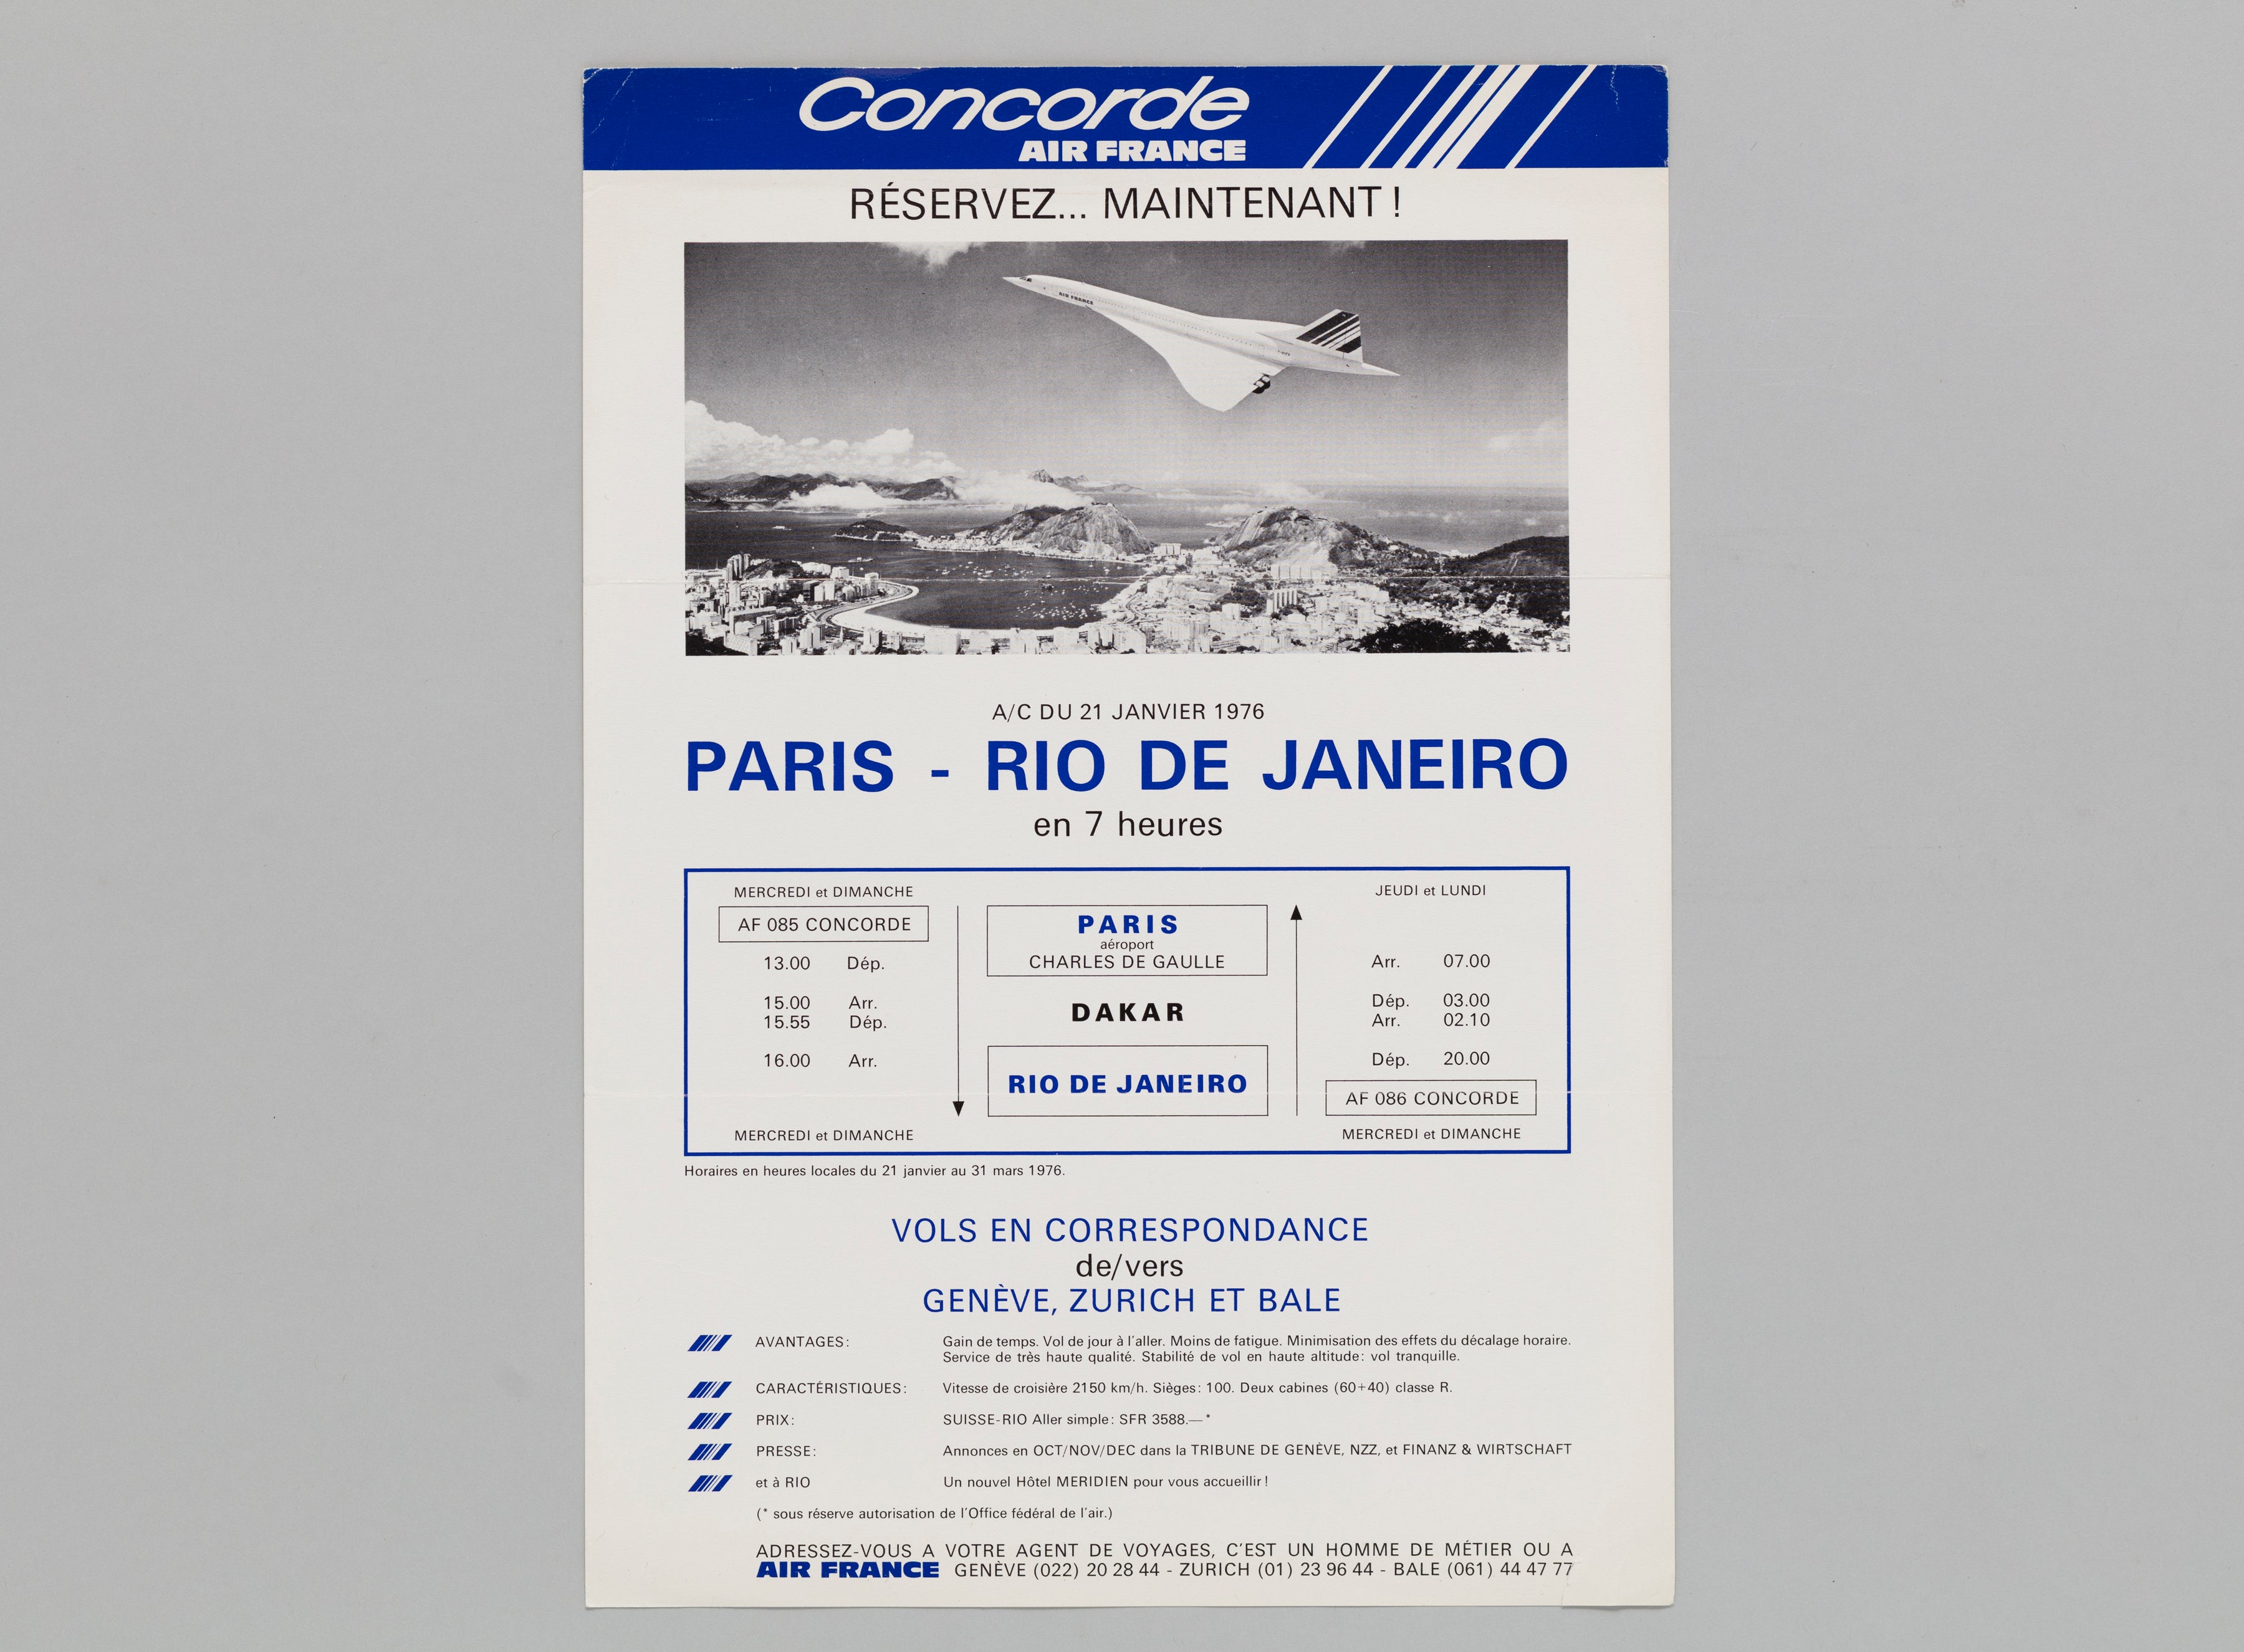 Concorde
AIR FRANCE
RÉSERVEZ... MAINTENANT !
AIR FRANCE
A/C DU 21 JANVIER 1976
PARIS - RIO DE JANEIRO
en 7 heures
MERCREDI et DIMANCHE
AF 085 CONCORDE
13.00 Dép.
15.00 Arr.
15.55 Dép.
16.00 Arr.
MERCREDI et DIMANCHE
PARIS
aéroport
CHARLES DE GAULLE
DAKAR
RIO DE JANEIRO
JEUDI et LUNDI
Arr. 07.00
Dép. 03.00
Arr. 02.10
Dép. 20.00
AF 086 CONCORDE
MERCREDI et DIMANCHE
Horaires en heures locales du 21 janvier au 31 mars 1976.
VOLS EN CORRESPONDANCE
de/vers
GENÈVE, ZURICH ET BALE
AVANTAGES: Gain de temps. Vol de jour à l'aller. Moins de fatigue. Minimisation des effets du décalage horaire.
Service de très haute qualité. Stabilité de vol en haute altitude: vol tranquille.
CARACTÉRISTIQUES: Vitesse de croisière 2150 km/h. Sièges: 100. Deux cabines (60+40) classe R.
PRIX: SUISSE-RIO Aller simple: SFR 3588.—*
PRESSE: Annonces en OCT/NOV/DEC dans la TRIBUNE DE GENÈVE, NZZ, et FINANZ & WIRTSCHAFT
et à RIO Un nouvel Hôtel MERIDIEN pour vous accueillir !
(* sous réserve autorisation de l'Office fédéral de l'air.)
ADRESSEZ-VOUS A VOTRE AGENT DE VOYAGES, C'EST UN HOMME DE MÉTIER OU A
AIR FRANCE GENÈVE (022) 20 28 44 - ZURICH (01) 23 96 44 - BALE (061) 44 47 77